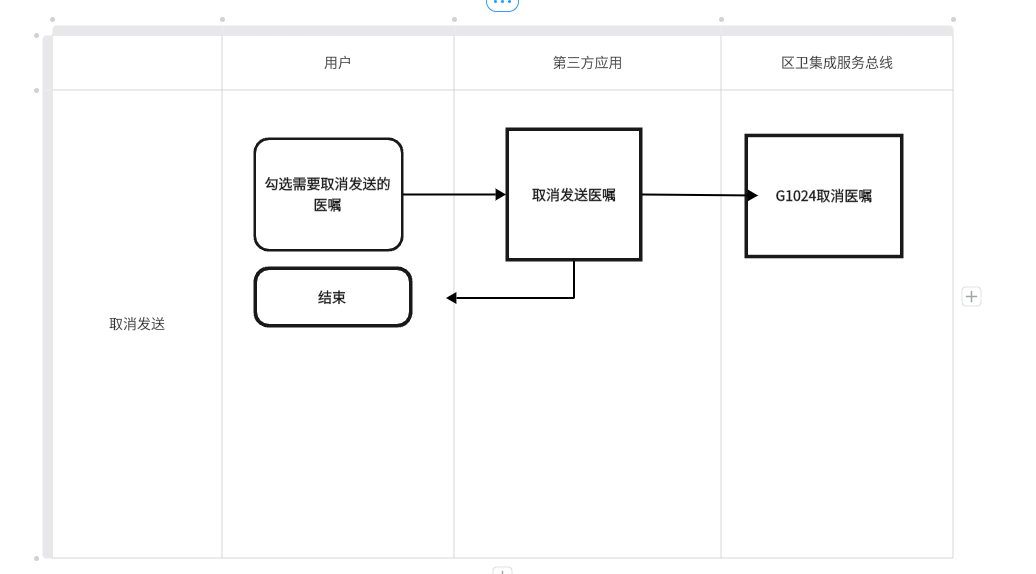 用户
第三方应用
区卫集成服务总线
勾选需要取消发送的
医嘱
取消发送医嘱
G1024取消医嘱
结束
取消发送